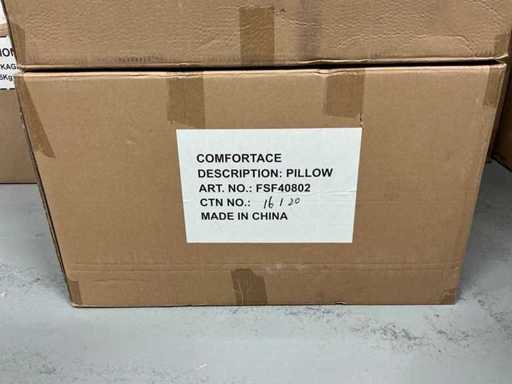 COMFORTACE
DESCRIPTION: PILLOW
ART. NO.: FSF40802
CTN NO.: 16 / 20
MADE IN CHINA